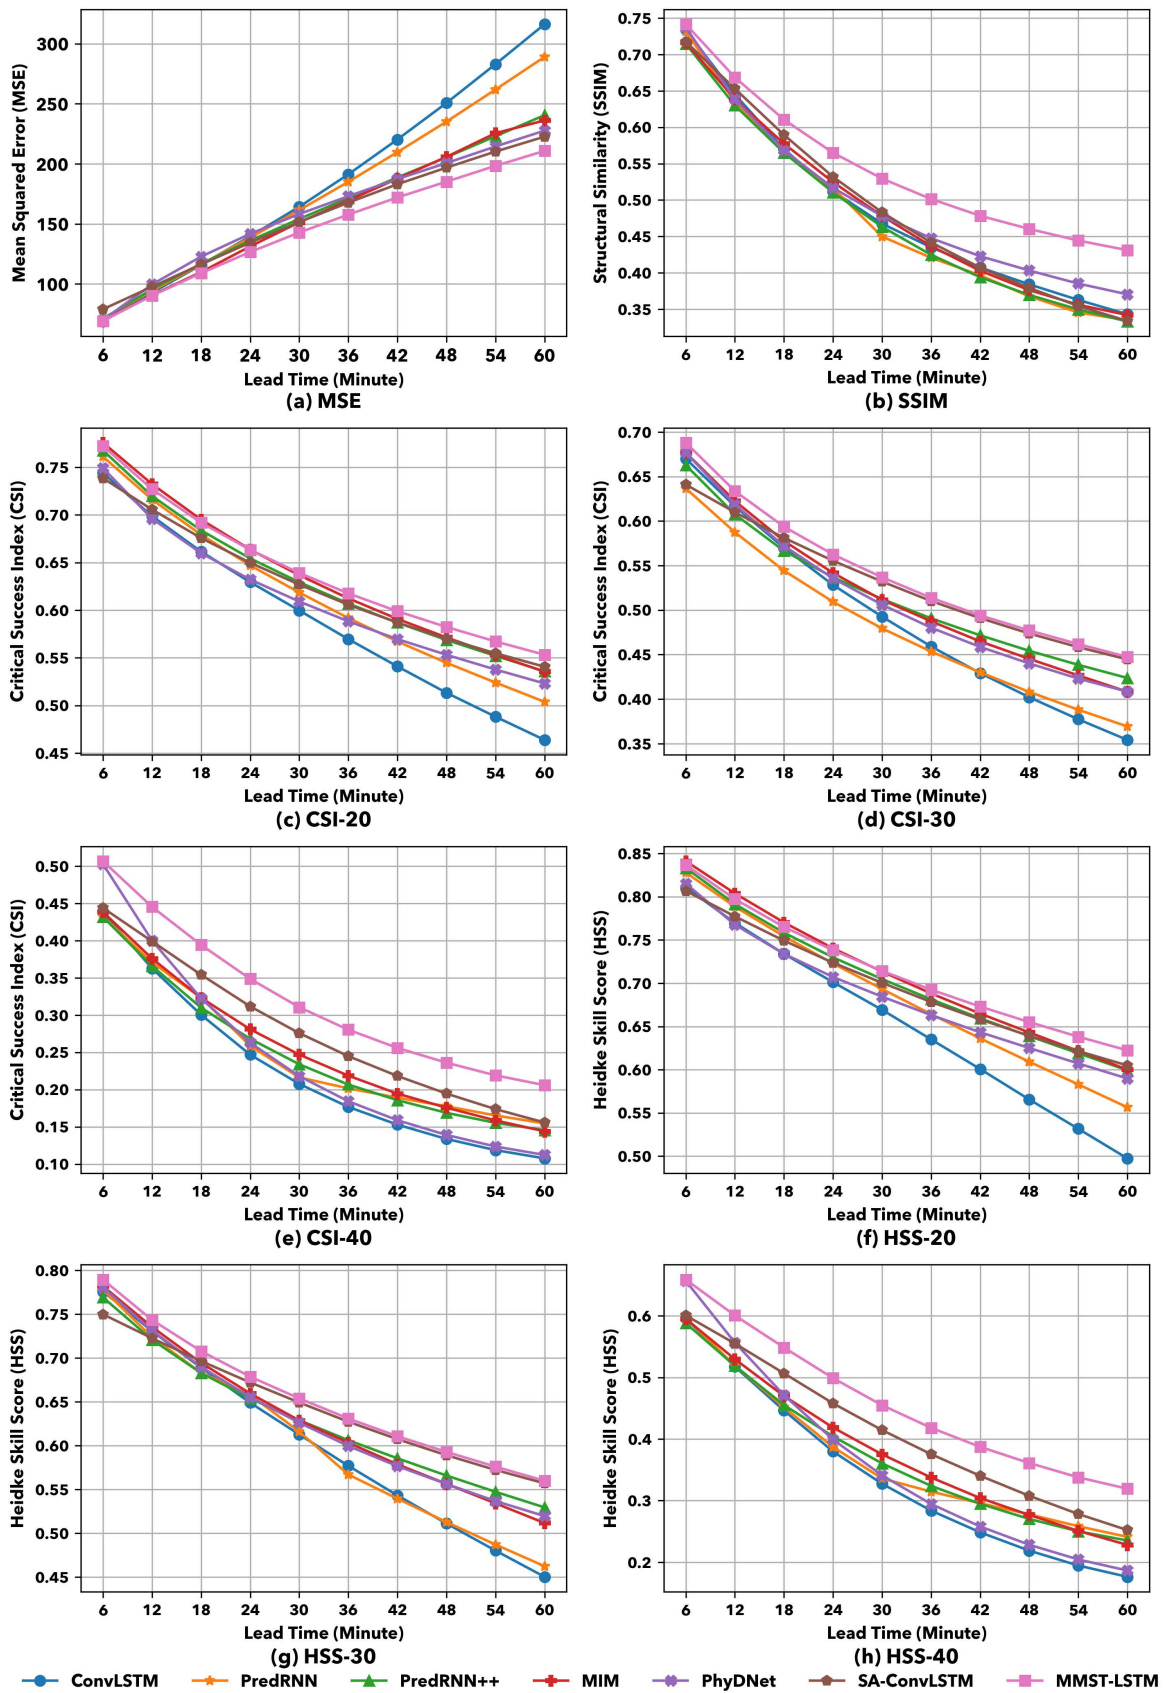 Mean Squared Error (MSE)
300
250
200
150
100
6 12 18 24 30 36 42 48 54 60
Lead Time (Minute)
(a) MSE
Structural Similarity (SSIM)
0.75
0.70
0.65
0.60
0.55
0.50
0.45
0.40
0.35
6 12 18 24 30 36 42 48 54 60
Lead Time (Minute)
(b) SSIM
Critical Success Index (CSI)
0.75
0.70
0.65
0.60
0.55
0.50
0.45
6 12 18 24 30 36 42 48 54 60
Lead Time (Minute)
(c) CSI-20
Critical Success Index (CSI)
0.70
0.65
0.60
0.55
0.50
0.45
0.40
0.35
6 12 18 24 30 36 42 48 54 60
Lead Time (Minute)
(d) CSI-30
Critical Success Index (CSI)
0.50
0.45
0.40
0.35
0.30
0.25
0.20
0.15
0.10
6 12 18 24 30 36 42 48 54 60
Lead Time (Minute)
(e) CSI-40
Heidke Skill Score (HSS)
0.85
0.80
0.75
0.70
0.65
0.60
0.55
0.50
6 12 18 24 30 36 42 48 54 60
Lead Time (Minute)
(f) HSS-20
Heidke Skill Score (HSS)
0.80
0.75
0.70
0.65
0.60
0.55
0.50
0.45
6 12 18 24 30 36 42 48 54 60
Lead Time (Minute)
(g) HSS-30
Heidke Skill Score (HSS)
0.6
0.5
0.4
0.3
0.2
6 12 18 24 30 36 42 48 54 60
Lead Time (Minute)
(h) HSS-40
ConvLSTM PredRNN PredRNN++ MIM PhyDNet SA-ConvLSTM MMST-LSTM